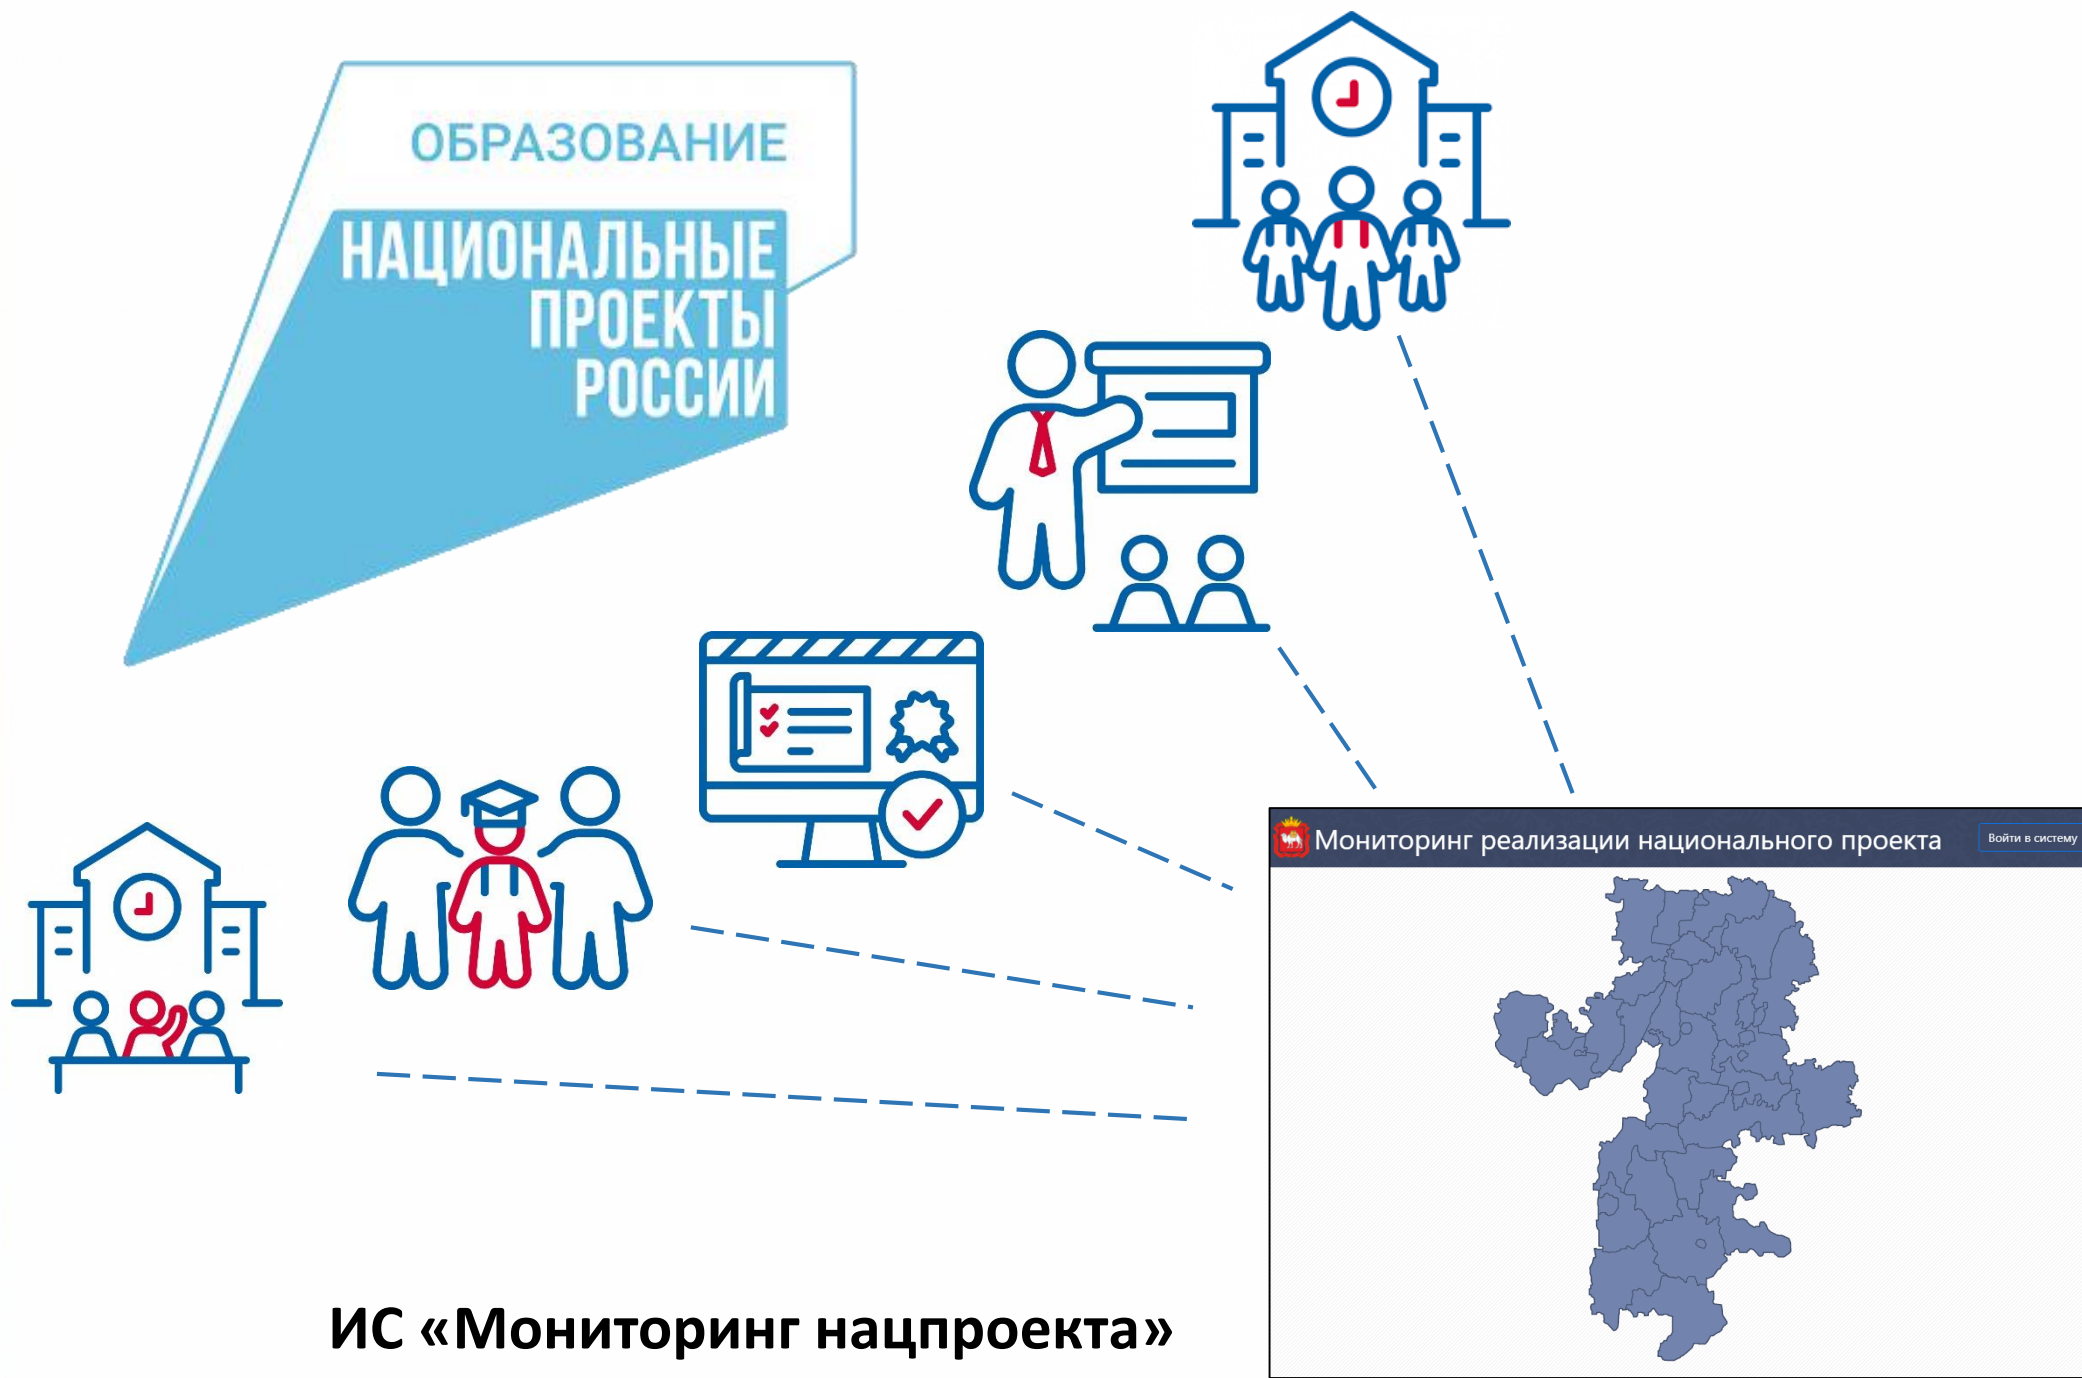 ОБРАЗОВАНИЕ
НАЦИОНАЛЬНЫЕ
ПРОЕКТЫ
РОССИИ
Мониторинг реализации национального проекта
Войти в систему
ИС «Мониторинг нацпроекта»